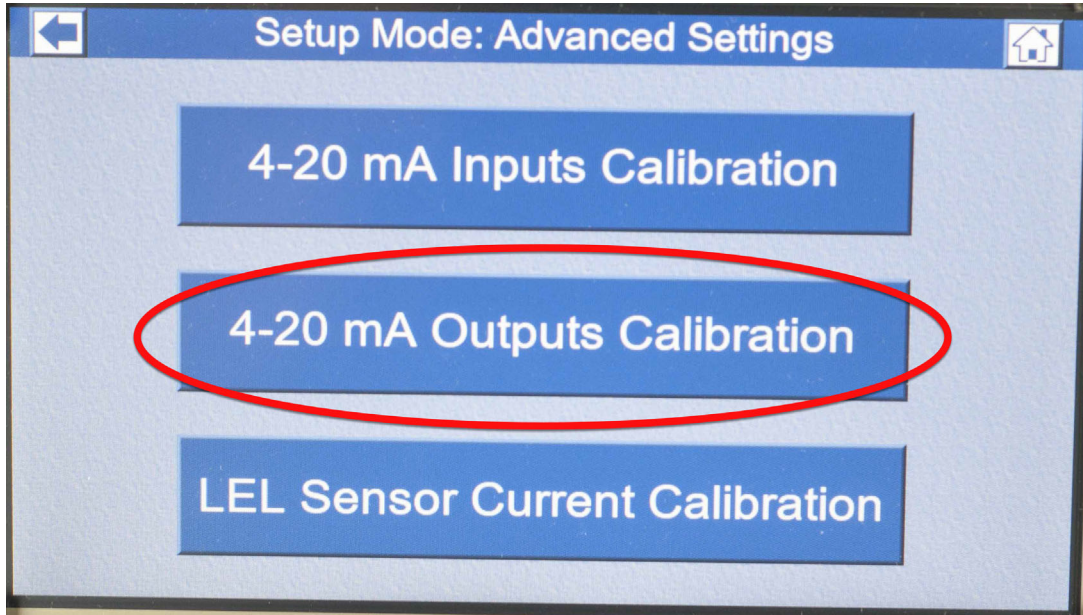 Setup Mode: Advanced Settings
4-20 mA Inputs Calibration
4-20 mA Outputs Calibration
LEL Sensor Current Calibration